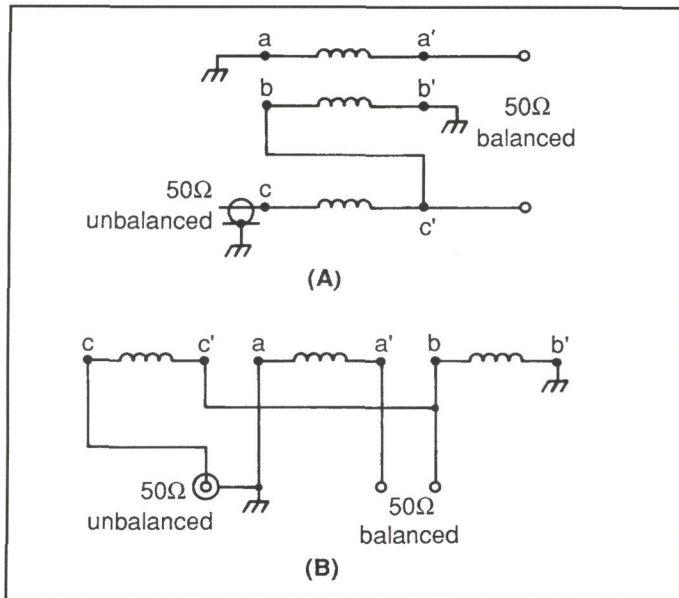 a a'
b b'
50Ω
balanced
50Ω
unbalanced
c
c'
(A)
c c' a a' b b'
50Ω
unbalanced
50Ω
balanced
(B)